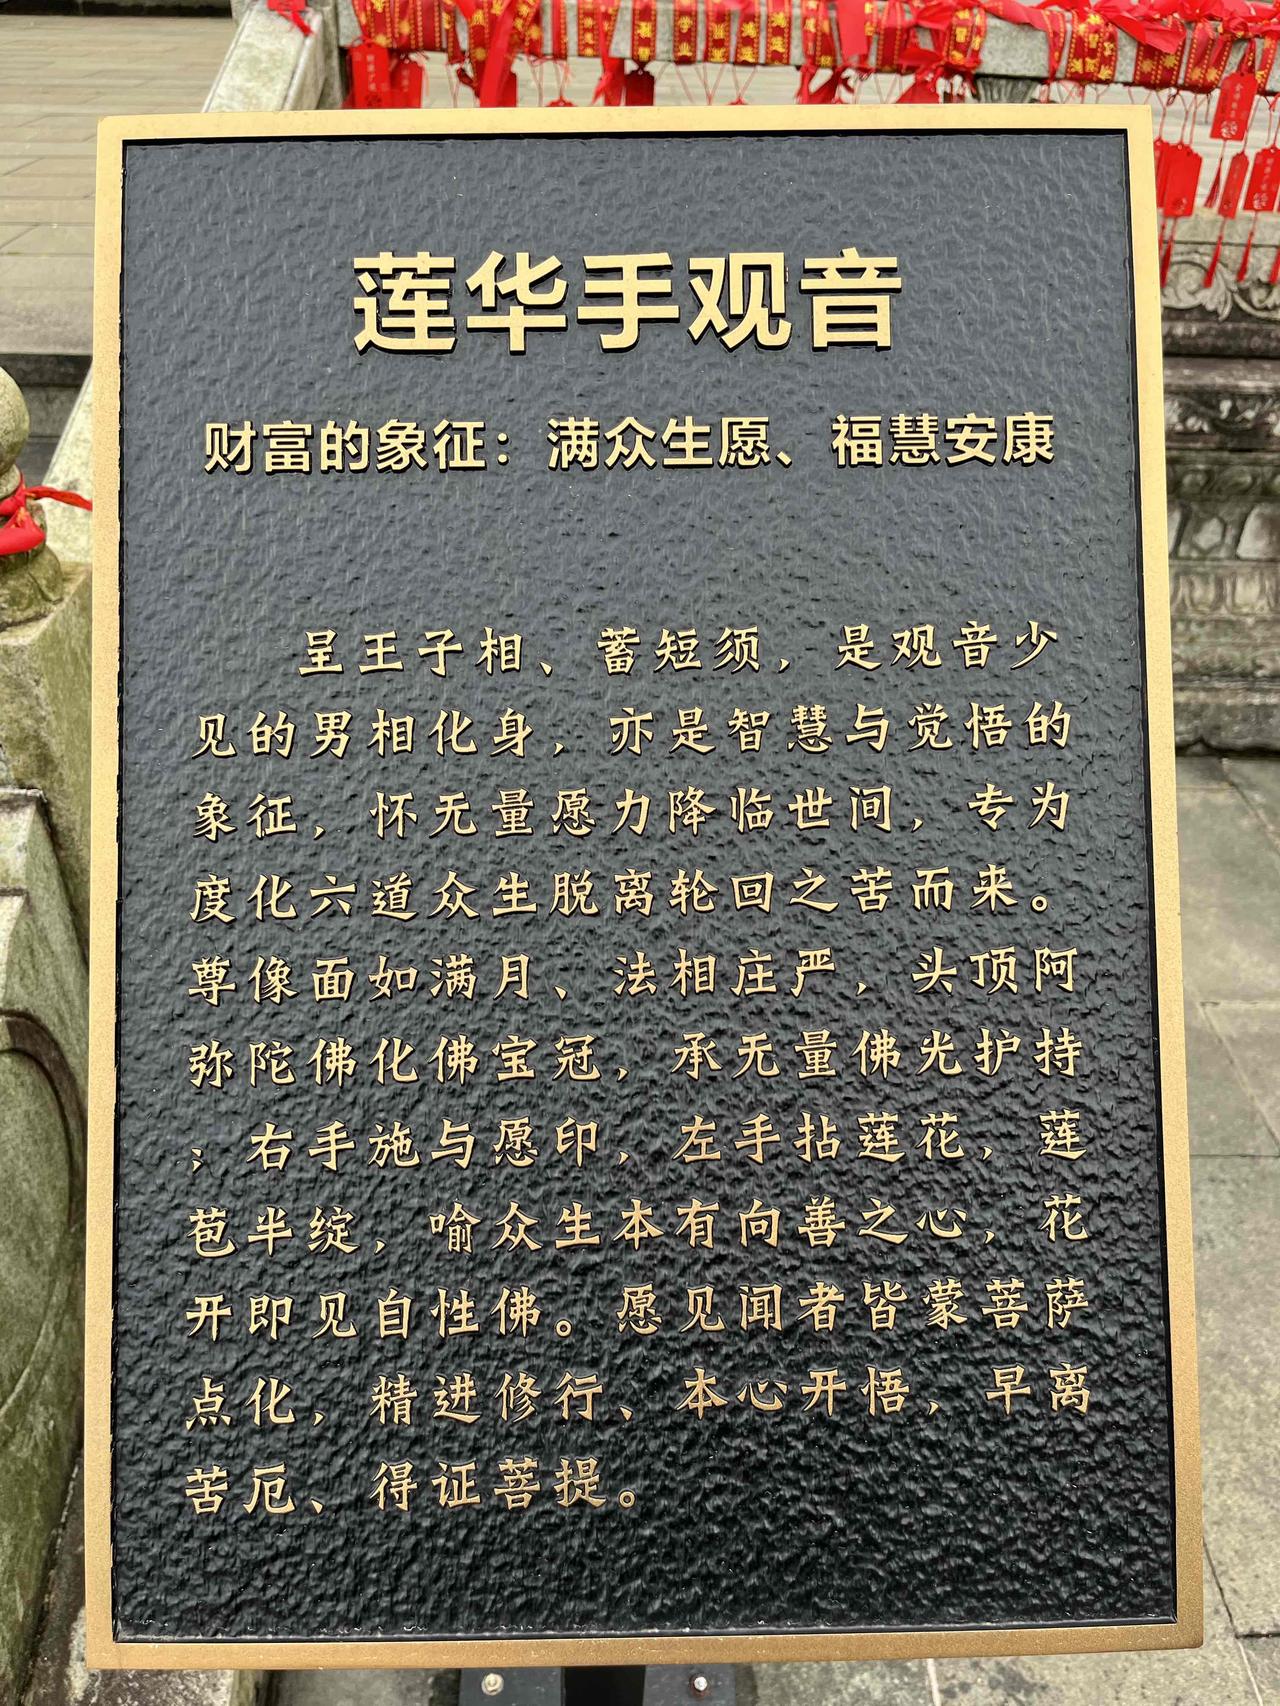 莲华手观音
财富的象征：满众生愿、福慧安康
呈王子相、蓄短须，是观音少
见的男相化身，亦是智慧与觉悟的
象征，怀无量愿力降临世间，专为
度化六道众生脱离轮回之苦而来。
尊像面如满月、法相庄严，头顶阿
弥陀佛化佛宝冠，承无量佛光护持
；右手施与愿印，左手拈莲花，莲
苞半绽，喻众生本有向善之心，花
开即见自性佛。愿见闻者皆蒙菩萨
点化，精进修行、本心开悟，早离
苦厄、得证菩提。